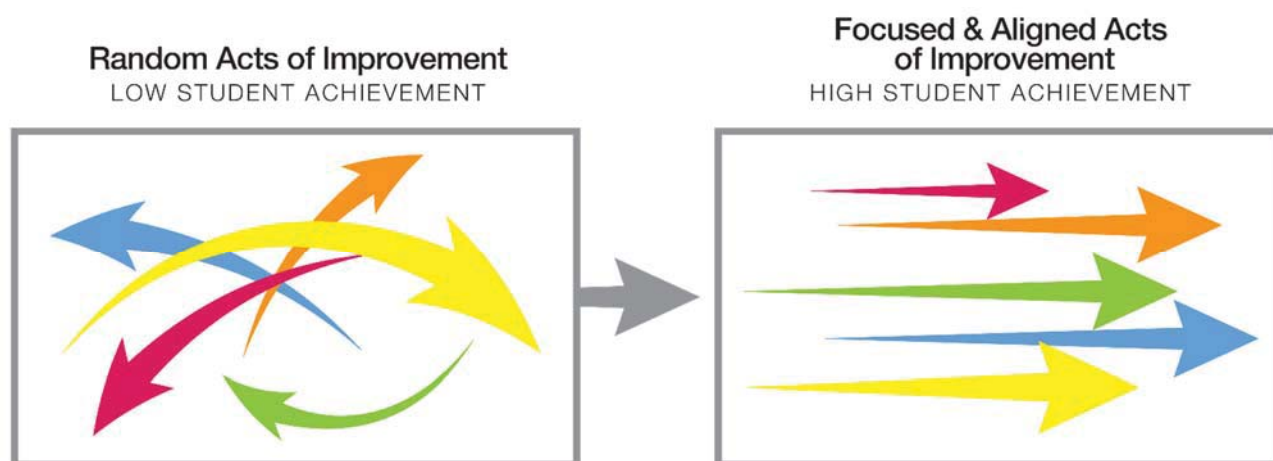 Random Acts of Improvement
LOW STUDENT ACHIEVEMENT
Focused & Aligned Acts
of Improvement
HIGH STUDENT ACHIEVEMENT